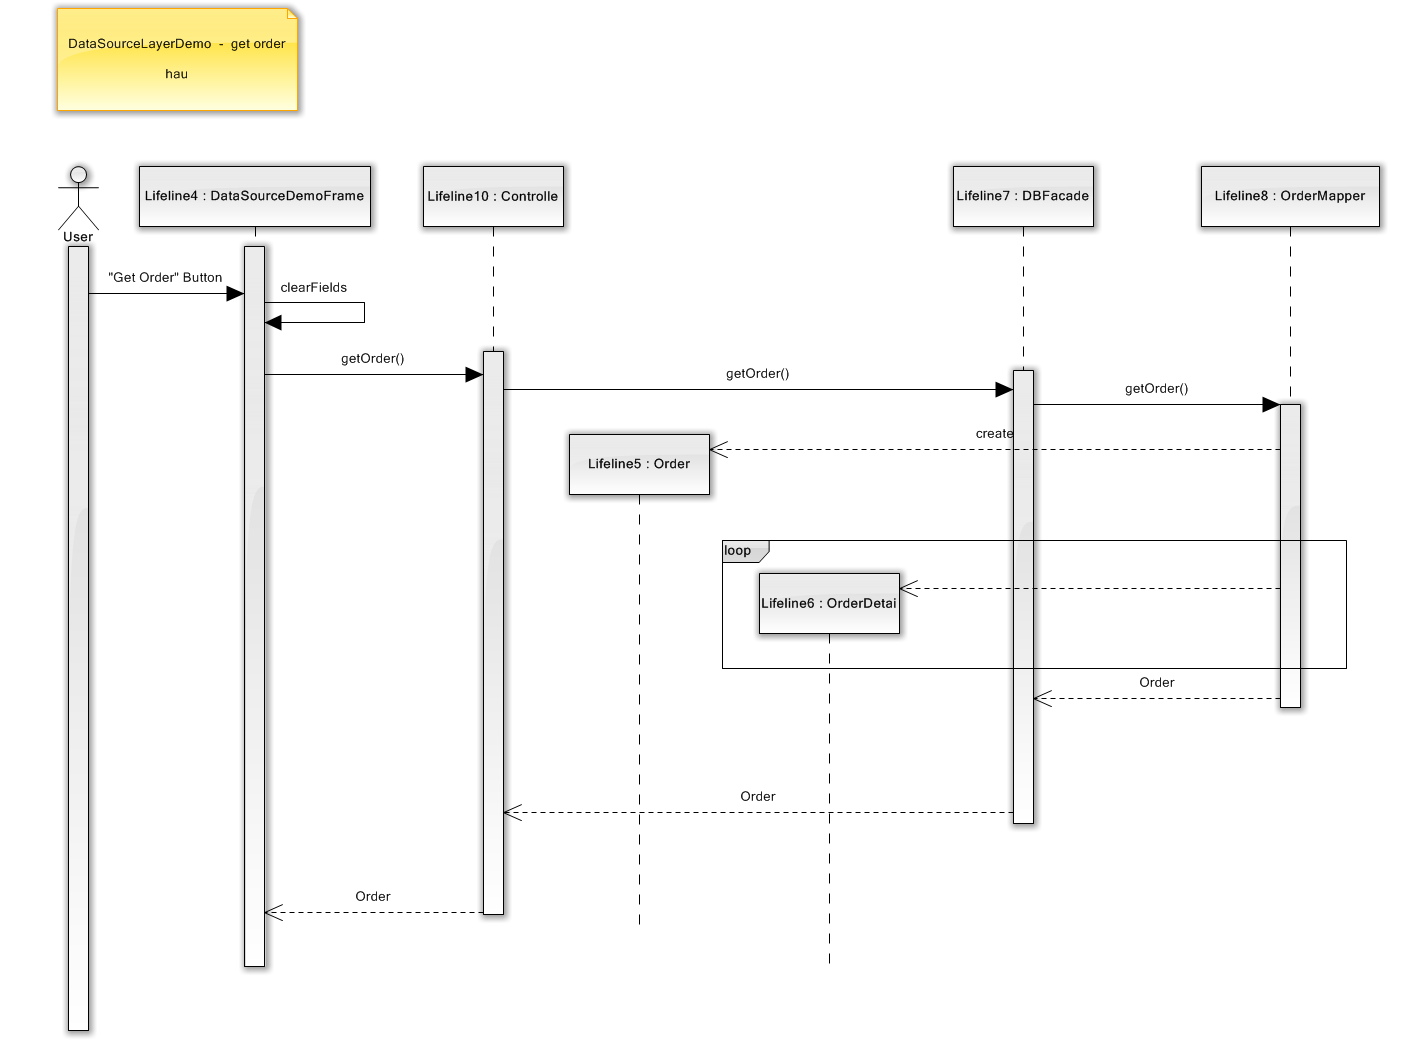 DataSourceLayerDemo - get order
hau
User
Lifeline4 : DataSourceDemoFrame
Lifeline10 : Controlle
Lifeline7 : DBFacade
Lifeline8 : OrderMapper
"Get Order" Button
clearFields
getOrder()
getOrder()
getOrder()
create
Lifeline5 : Order
loop
Lifeline6 : OrderDetai
Order
Order
Order